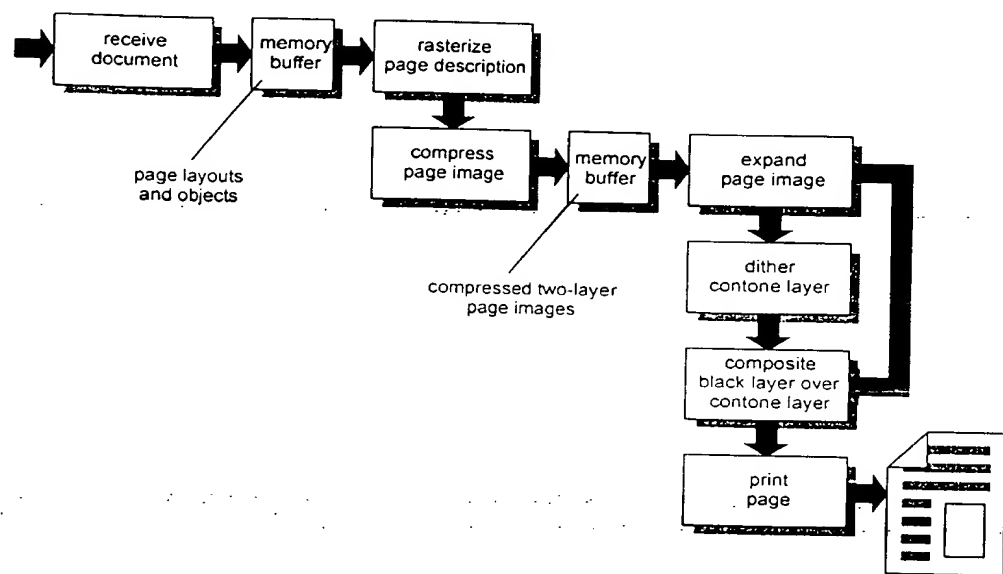 receive
document
memory
buffer
rasterize
page description
page layouts
and objects
compress
page image
memory
buffer
expand
page image
compressed two-layer
page images
dither
contone layer
composite
black layer over
contone layer
print
page